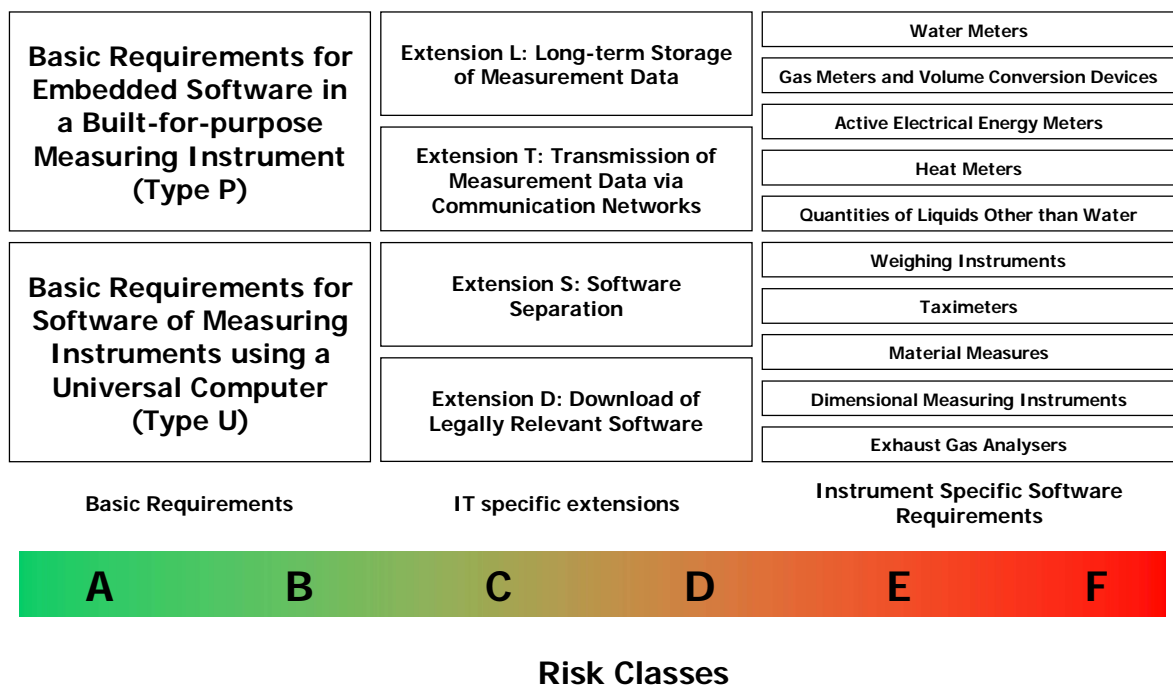 Basic Requirements for
Embedded Software in
a Built-for-purpose
Measuring Instrument
(Type P)
Basic Requirements for
Software of Measuring
Instruments using a
Universal Computer
(Type U)
Extension L: Long-term Storage
of Measurement Data
Extension T: Transmission of
Measurement Data via
Communication Networks
Extension S: Software
Separation
Extension D: Download of
Legally Relevant Software
Water Meters
Gas Meters and Volume Conversion Devices
Active Electrical Energy Meters
Heat Meters
Quantities of Liquids Other than Water
Weighing Instruments
Taximeters
Material Measures
Dimensional Measuring Instruments
Exhaust Gas Analysers
Basic Requirements
IT specific extensions
Instrument Specific Software
Requirements
A B C D E F
Risk Classes